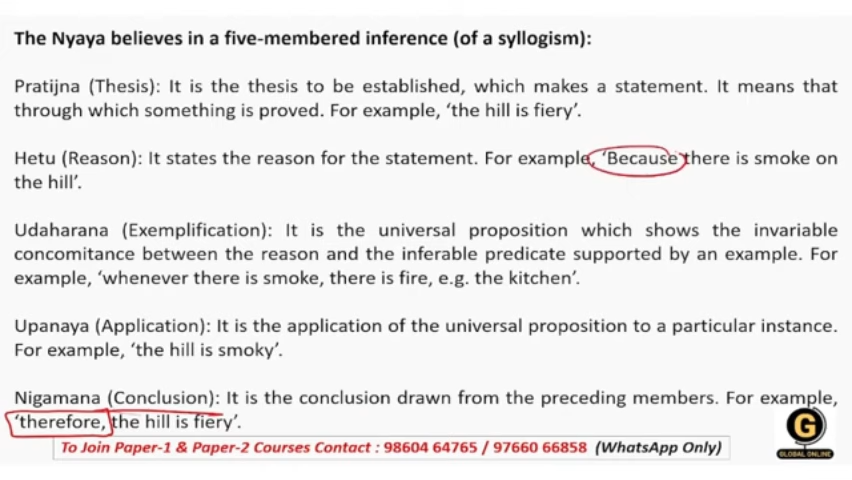 The Nyaya believes in a five-membered inference (of a syllogism):
Pratijna (Thesis): It is the thesis to be established, which makes a statement. It means that
through which something is proved. For example, ‘the hill is fiery’.
Hetu (Reason): It states the reason for the statement. For example, ‘Because there is smoke on
the hill’.
Udaharana (Exemplification): It is the universal proposition which shows the invariable
concomitance between the reason and the inferable predicate supported by an example. For
example, ‘whenever there is smoke, there is fire, e.g. the kitchen’.
Upanaya (Application): It is the application of the universal proposition to a particular instance.
For example, ‘the hill is smoky’.
Nigamana (Conclusion): It is the conclusion drawn from the preceding members. For example,
‘therefore, the hill is fiery’.
To Join Paper-1 & Paper-2 Courses Contact : 98604 64765 / 97660 66858 (WhatsApp Only)
G
GLOBAL ONLINE